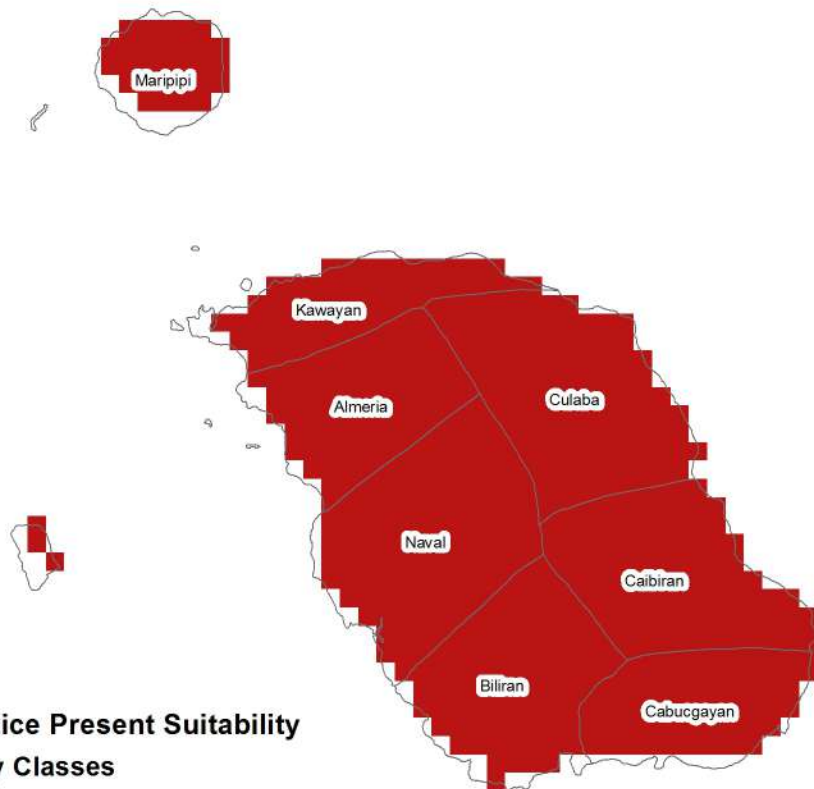 Maripipi
Kawayan
Almeria
Culaba
Naval
Caibiran
Biliran
Cabucgayan
ice Present Suitability
y Classes